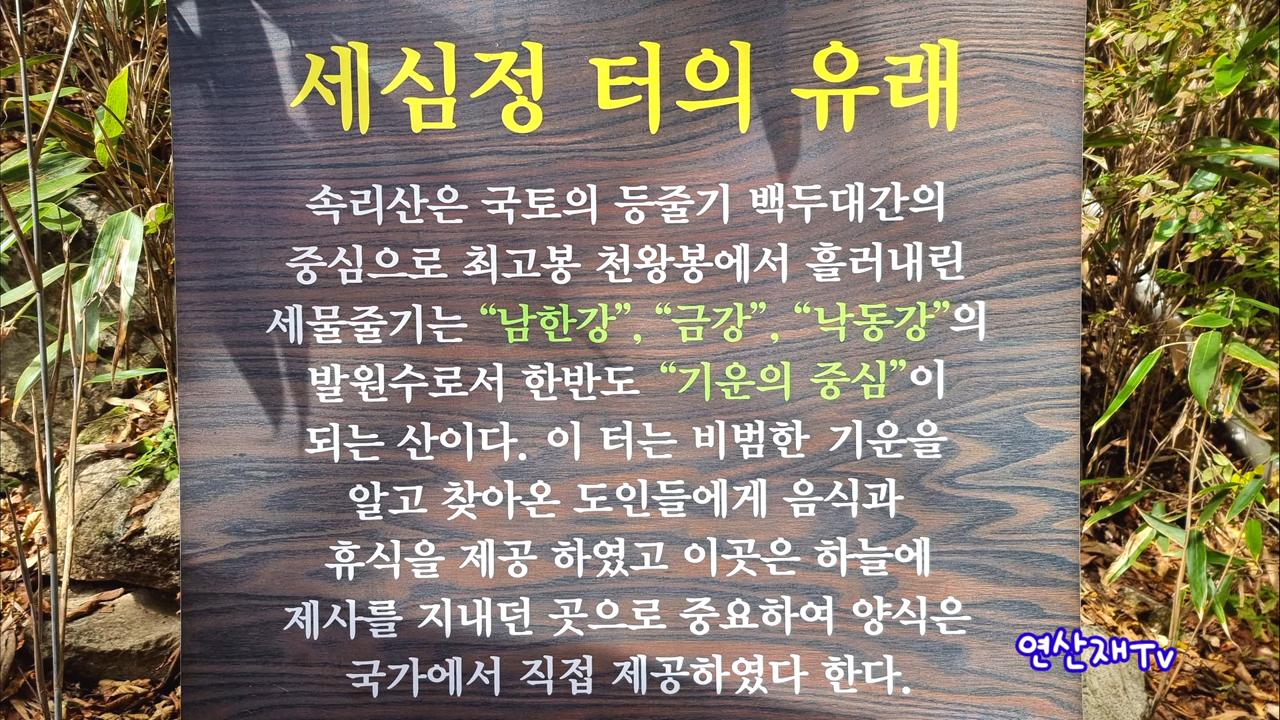 세심정 터의 유래
속리산은 국토의 등줄기 백두대간의
중심으로 최고봉 천왕봉에서 흘러내린
세물줄기는 “남한강”, “금강”, “낙동강”의
발원수로서 한반도 “기운의 중심”이
되는 산이다. 이 터는 비범한 기운을
알고 찾아온 도인들에게 음식과
휴식을 제공 하였고 이곳은 하늘에
제사를 지내던 곳으로 중요하여 양식은
국가에서 직접 제공하였다 한다.
연산재Tv